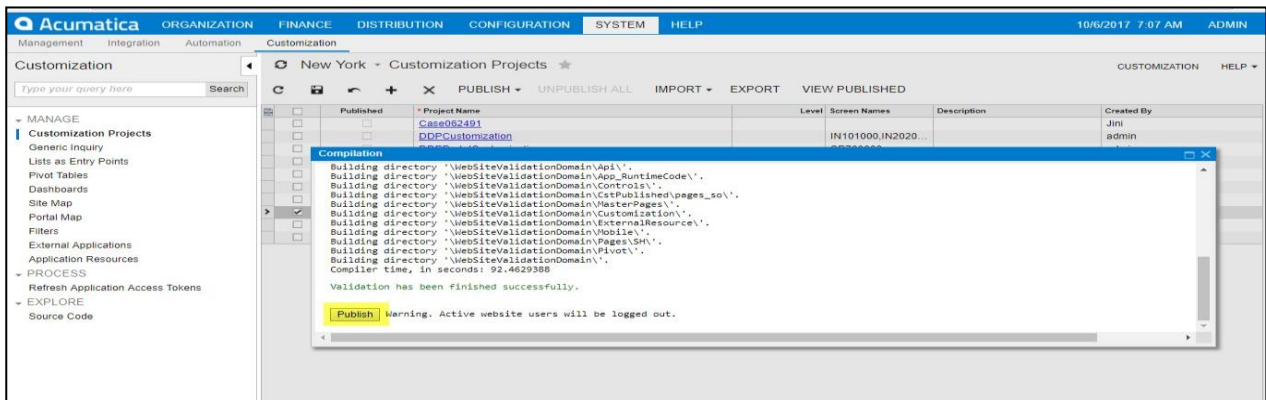 Acumatica ORGANIZATION FINANCE DISTRIBUTION CONFIGURATION SYSTEM HELP 10/6/2017 7:07 AM ADMIN
Management Integration Automation Customization
Customization New York Customization Projects CUSTOMIZATION HELP
Type your query here Search PUBLISH UNPUBLISH ALL IMPORT EXPORT VIEW PUBLISHED
Published * Project Name Level Screen Names Description Created By
MANAGE Case062491 Jini
Customization Projects DDPCustomization IN101000,IN2020... admin
Generic Inquiry
Lists as Entry Points
Pivot Tables
Dashboards
Site Map
Portal Map
Filters
External Applications
Application Resources
PROCESS
Refresh Application Access Tokens
EXPLORE
Source Code
Compilation
Building directory '\WebSiteValidationDomain\Api\'.
Building directory '\WebSiteValidationDomain\App_RuntimeCode\'.
Building directory '\WebSiteValidationDomain\Controls\'.
Building directory '\WebSiteValidationDomain\CstPublished\pages_so\'.
Building directory '\WebSiteValidationDomain\MasterPages\'.
Building directory '\WebSiteValidationDomain\Customization\'.
Building directory '\WebSiteValidationDomain\ExternalResource\'.
Building directory '\WebSiteValidationDomain\Mobile\'.
Building directory '\WebSiteValidationDomain\Pages\SH\'.
Building directory '\WebSiteValidationDomain\Pivot\'.
Building directory '\WebSiteValidationDomain\'.
Compiler time, in seconds: 92.4629388
Validation has been finished successfully.
Publish Warning. Active website users will be logged out.